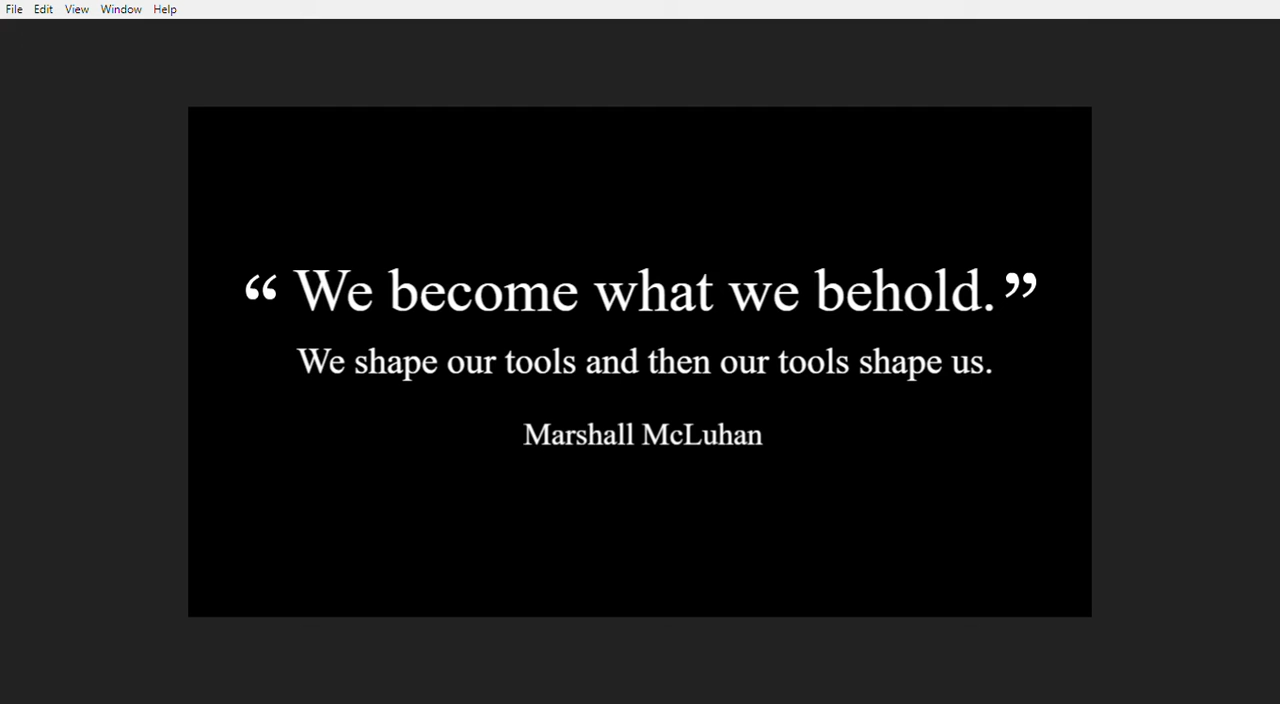 File Edit View Window Help
“ We become what we behold. ”
We shape our tools and then our tools shape us.
Marshall McLuhan